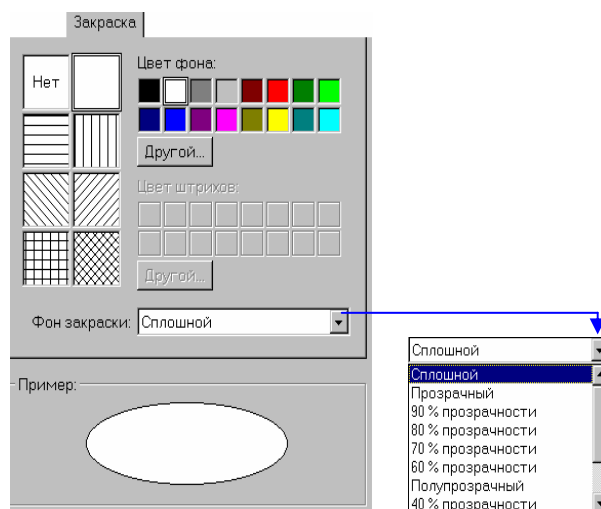 Закраска
Нет
Цвет фона:
Другой...
Цвет штрихов:
Другой...
Фон закраски: Сплошной
Пример:
Сплошной
Сплошной
Прозрачный
90 % прозрачности
80 % прозрачности
70 % прозрачности
60 % прозрачности
Полупрозрачный
40 % прозрачности